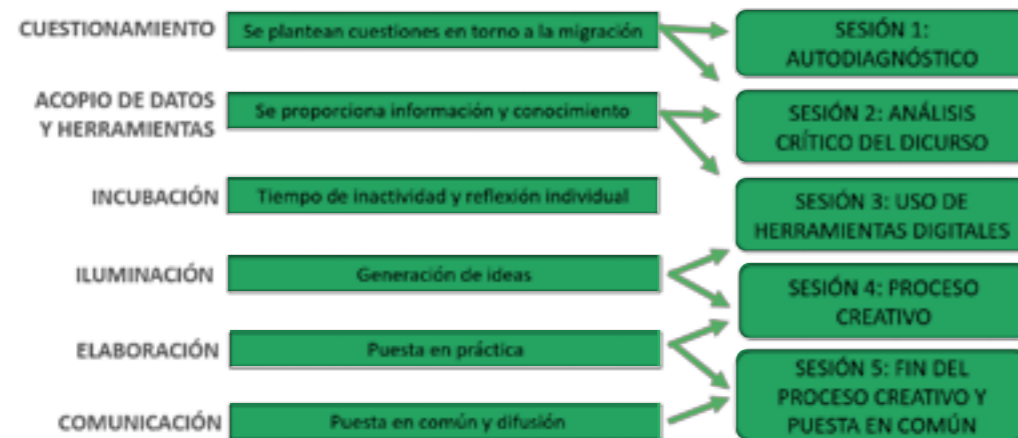 CUESTIONAMIENTO
Se plantean cuestiones en torno a la migración
SESIÓN 1:
AUTODIAGNÓSTICO
ACOPIO DE DATOS
Y HERRAMIENTAS
Se proporciona información y conocimiento
SESIÓN 2: ANÁLISIS
CRÍTICO DEL DICURSO
INCUBACIÓN
Tiempo de inactividad y reflexión individual
SESIÓN 3: USO DE
HERRAMIENTAS DIGITALES
ILUMINACIÓN
Generación de ideas
SESIÓN 4: PROCESO
CREATIVO
ELABORACIÓN
Puesta en práctica
SESIÓN 5: FIN DEL
PROCESO CREATIVO Y
PUESTA EN COMÚN
COMUNICACIÓN
Puesta en común y difusión